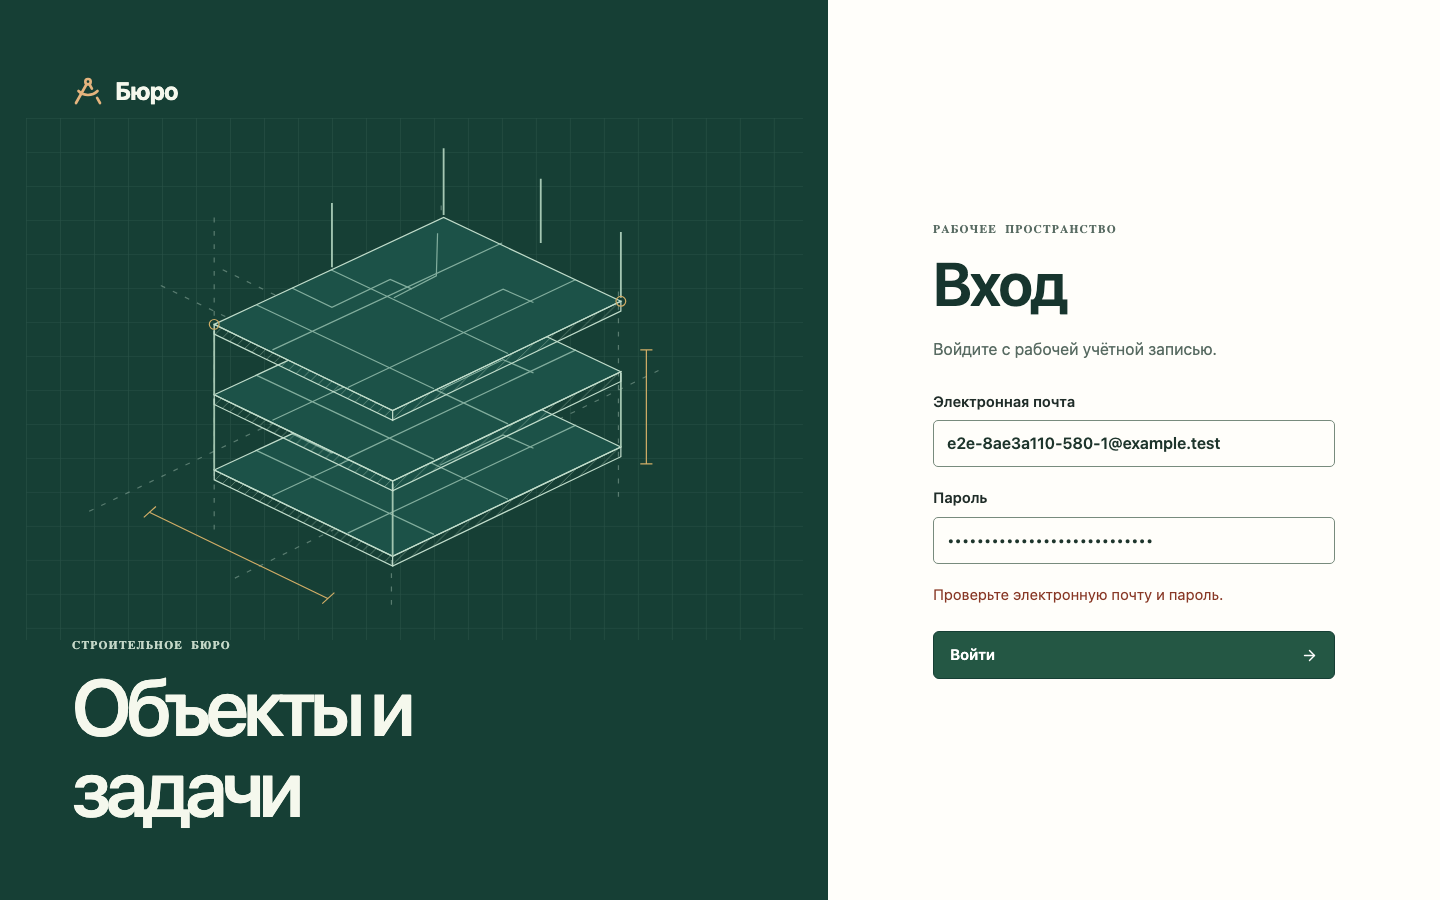 Бюро
СТРОИТЕЛЬНОЕ БЮРО
Объекты и
задачи
РАБОЧЕЕ ПРОСТРАНСТВО
Вход
Войдите с рабочей учётной записью.
Электронная почта
e2e-8ae3a110-580-1@example.test
Пароль
Проверьте электронную почту и пароль.
Войти